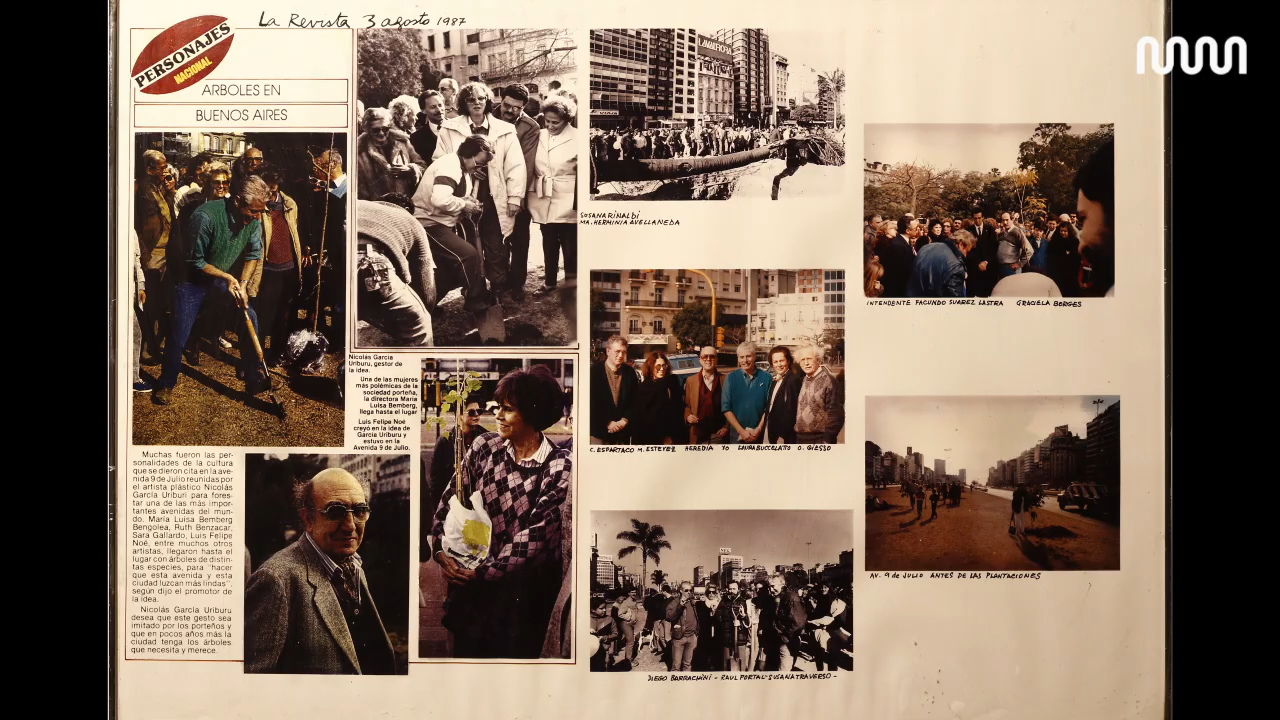 La Revista 3 agosto 1987
PERSONAJES
NACIONAL
ARBOLES EN
BUENOS AIRES
Nicolás García
Uriburu, gestor de
la idea.
Una de las mujeres
más polémicas de la
sociedad porteña,
la directora María
Luisa Bemberg,
llega hasta el lugar
Luis Felipe Noé
creyó en la idea de
García Uriburu y
estuvo en la
Avenida 9 de Julio.
Muchas fueron las per-
sonalidades de la cultura
que se dieron cita en la ave-
nida 9 de Julio reunidas por
el artista plástico Nicolás
García Uriburi para fores-
tar una de las más impor-
tantes avenidas del mun-
do. María Luisa Bemberg
Bengolea, Ruth Benzacar,
Sara Gallardo, Luis Felipe
Noé, entre muchos otros
artistas, llegaron hasta el
lugar con árboles de distin-
tas especies, para "hacer
que esta avenida y esta
ciudad luzcan más lindas",
según dijo el promotor de
la idea.
Nicolás García Uriburu
desea que este gesto sea
imitado por los porteños y
que en pocos años más la
ciudad tenga los árboles
que necesita y merece.
SUSANA RINALDI
MA. HERMINIA AVELLANEDA
C. ESPARTACO M. ESTEVEZ HEREDIA YO LAURA BUCCELLATO O. GIESSO
DIEGO BARRACHINI - RAUL PORTAL - SUSANA TRAVERSO -
INTENDENTE FACUNDO SUAREZ LASTRA GRACIELA BORGES
AV. 9 de JULIO ANTES DE LAS PLANTACIONES